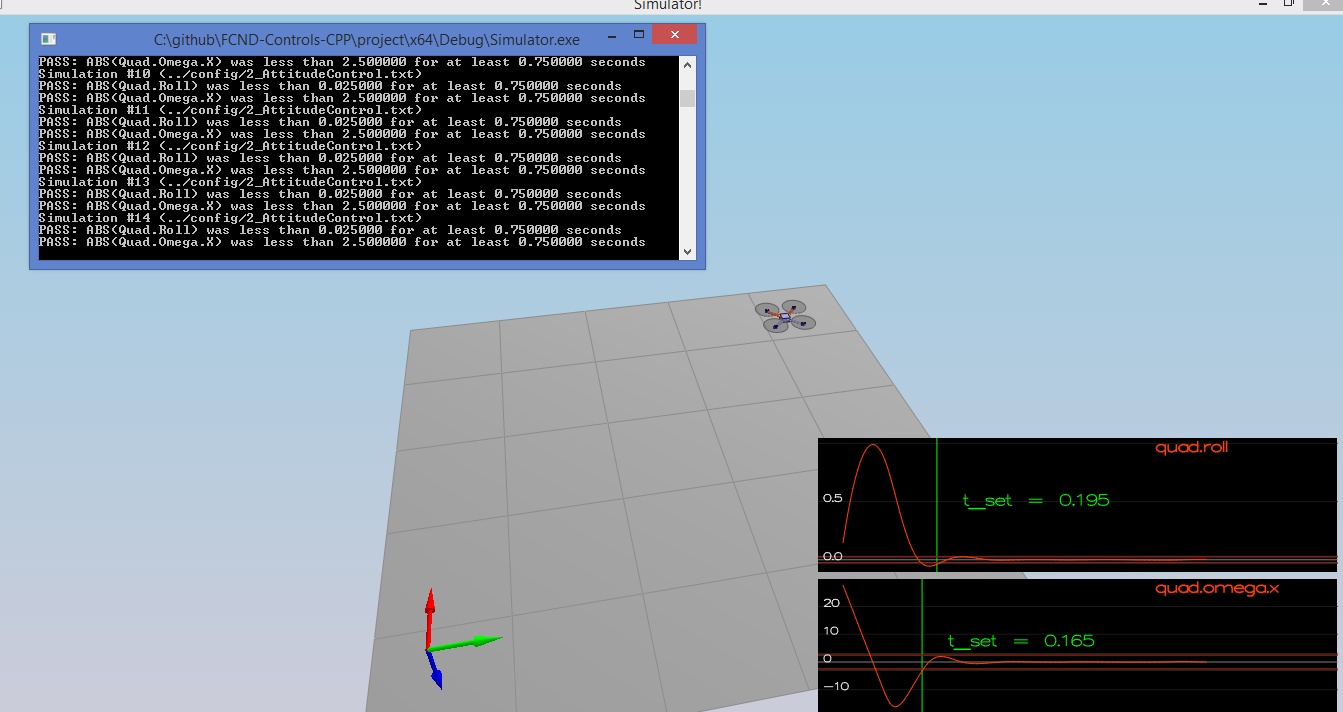 Simulator!
C:\github\FCND-Controls-CPP\project\x64\Debug\Simulator.exe
PASS: ABS(Quad.Omega.X) was less than 2.500000 for at least 0.750000 seconds
Simulation #10 (../config/2_AttitudeControl.txt)
PASS: ABS(Quad.Roll) was less than 0.025000 for at least 0.750000 seconds
PASS: ABS(Quad.Omega.X) was less than 2.500000 for at least 0.750000 seconds
Simulation #11 (../config/2_AttitudeControl.txt)
PASS: ABS(Quad.Roll) was less than 0.025000 for at least 0.750000 seconds
PASS: ABS(Quad.Omega.X) was less than 2.500000 for at least 0.750000 seconds
Simulation #12 (../config/2_AttitudeControl.txt)
PASS: ABS(Quad.Roll) was less than 0.025000 for at least 0.750000 seconds
PASS: ABS(Quad.Omega.X) was less than 2.500000 for at least 0.750000 seconds
Simulation #13 (../config/2_AttitudeControl.txt)
PASS: ABS(Quad.Roll) was less than 0.025000 for at least 0.750000 seconds
PASS: ABS(Quad.Omega.X) was less than 2.500000 for at least 0.750000 seconds
Simulation #14 (../config/2_AttitudeControl.txt)
PASS: ABS(Quad.Roll) was less than 0.025000 for at least 0.750000 seconds
PASS: ABS(Quad.Omega.X) was less than 2.500000 for at least 0.750000 seconds
quad.roll
0.5
t_set = 0.195
0.0
quad.omega.x
20
10
t_set = 0.165
0
-10